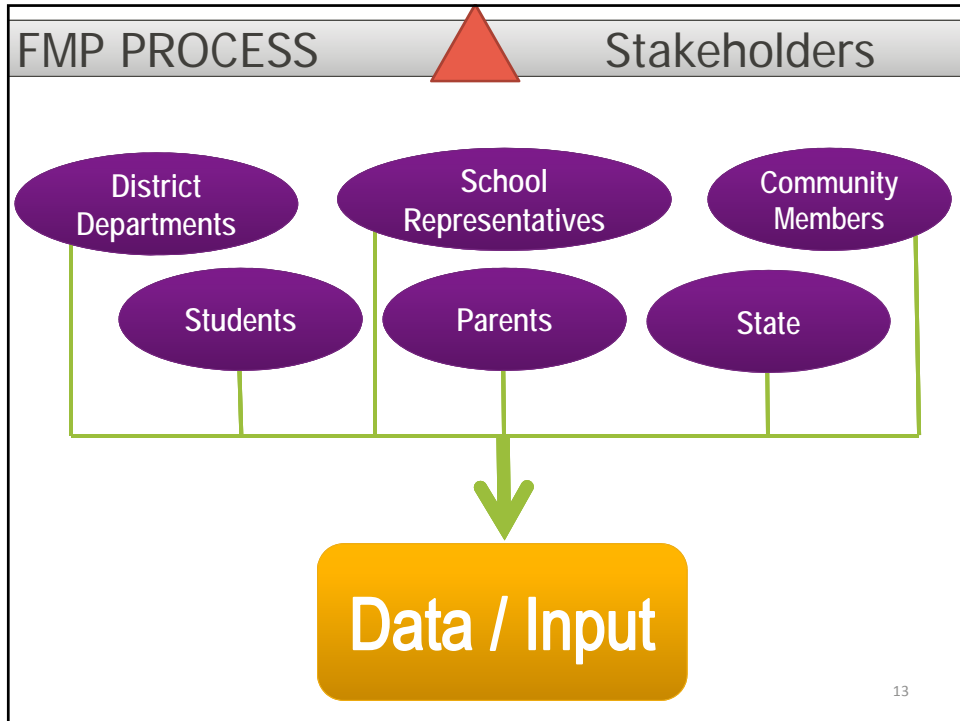 FMP PROCESS
Stakeholders
District
Departments
School
Representatives
Community
Members
Students
Parents
State
Data / Input
13